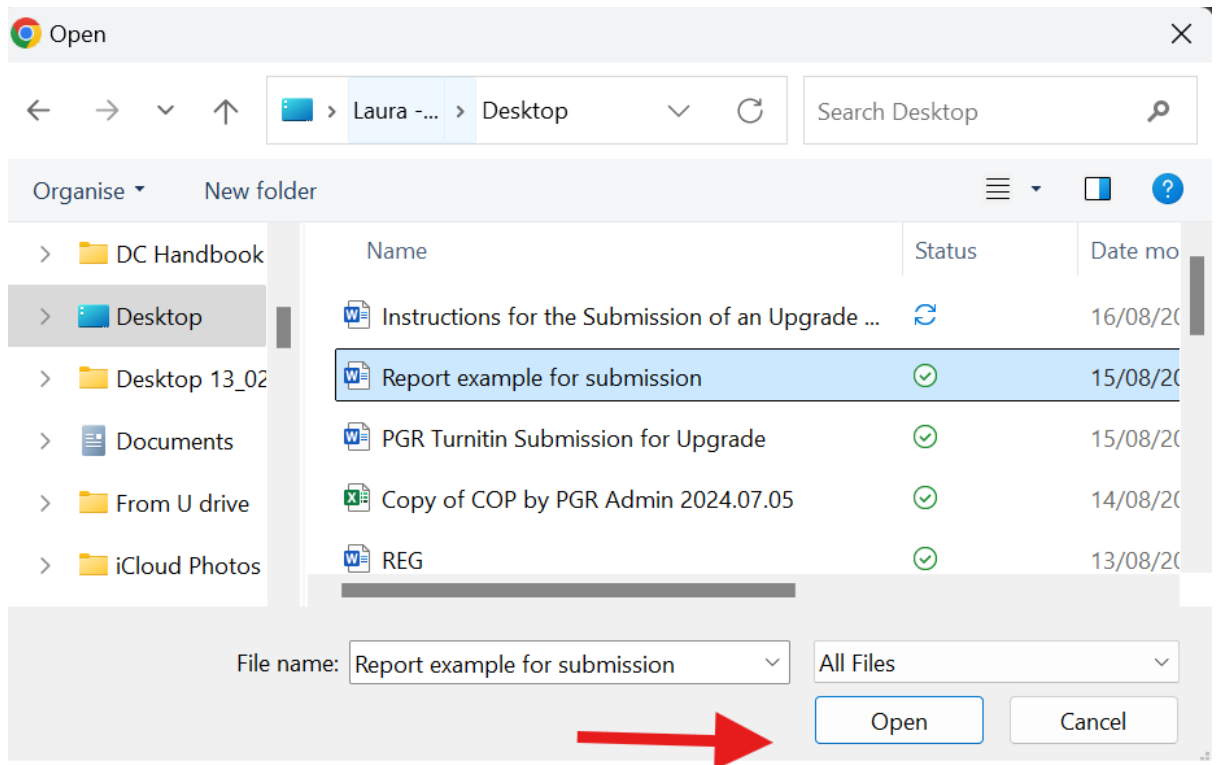 Open
Laura -... Desktop Search Desktop
Organise New folder
Name Status Date mo
DC Handbook
Instructions for the Submission of an Upgrade ... 16/08/20
Desktop
Report example for submission 15/08/20
Desktop 13_02
PGR Turnitin Submission for Upgrade 15/08/20
Documents
Copy of COP by PGR Admin 2024.07.05 14/08/20
From U drive
REG 13/08/20
iCloud Photos
File name: Report example for submission All Files
Open Cancel